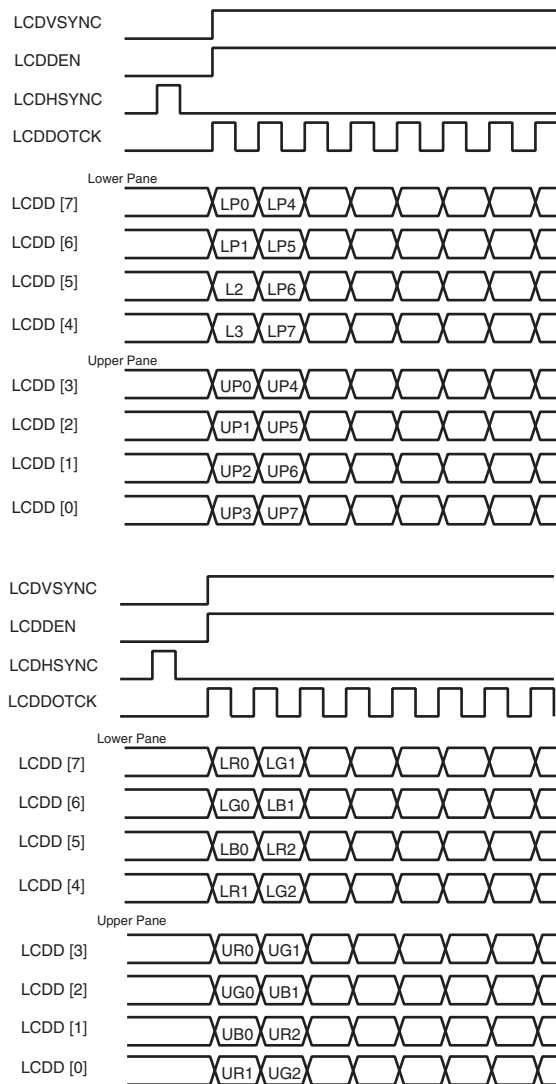 LCDVSYNC
LCDDEN
LCDHSYNC
LCDDOTCK
Lower Pane
LCDD [7] LP0 LP4
LCDD [6] LP1 LP5
LCDD [5] L2 LP6
LCDD [4] L3 LP7
Upper Pane
LCDD [3] UP0 UP4
LCDD [2] UP1 UP5
LCDD [1] UP2 UP6
LCDD [0] UP3 UP7
LCDVSYNC
LCDDEN
LCDHSYNC
LCDDOTCK
Lower Pane
LCDD [7] LR0 LG1
LCDD [6] LG0 LB1
LCDD [5] LB0 LR2
LCDD [4] LR1 LG2
Upper Pane
LCDD [3] UR0 UG1
LCDD [2] UG0 UB1
LCDD [1] UB0 UR2
LCDD [0] UR1 UG2